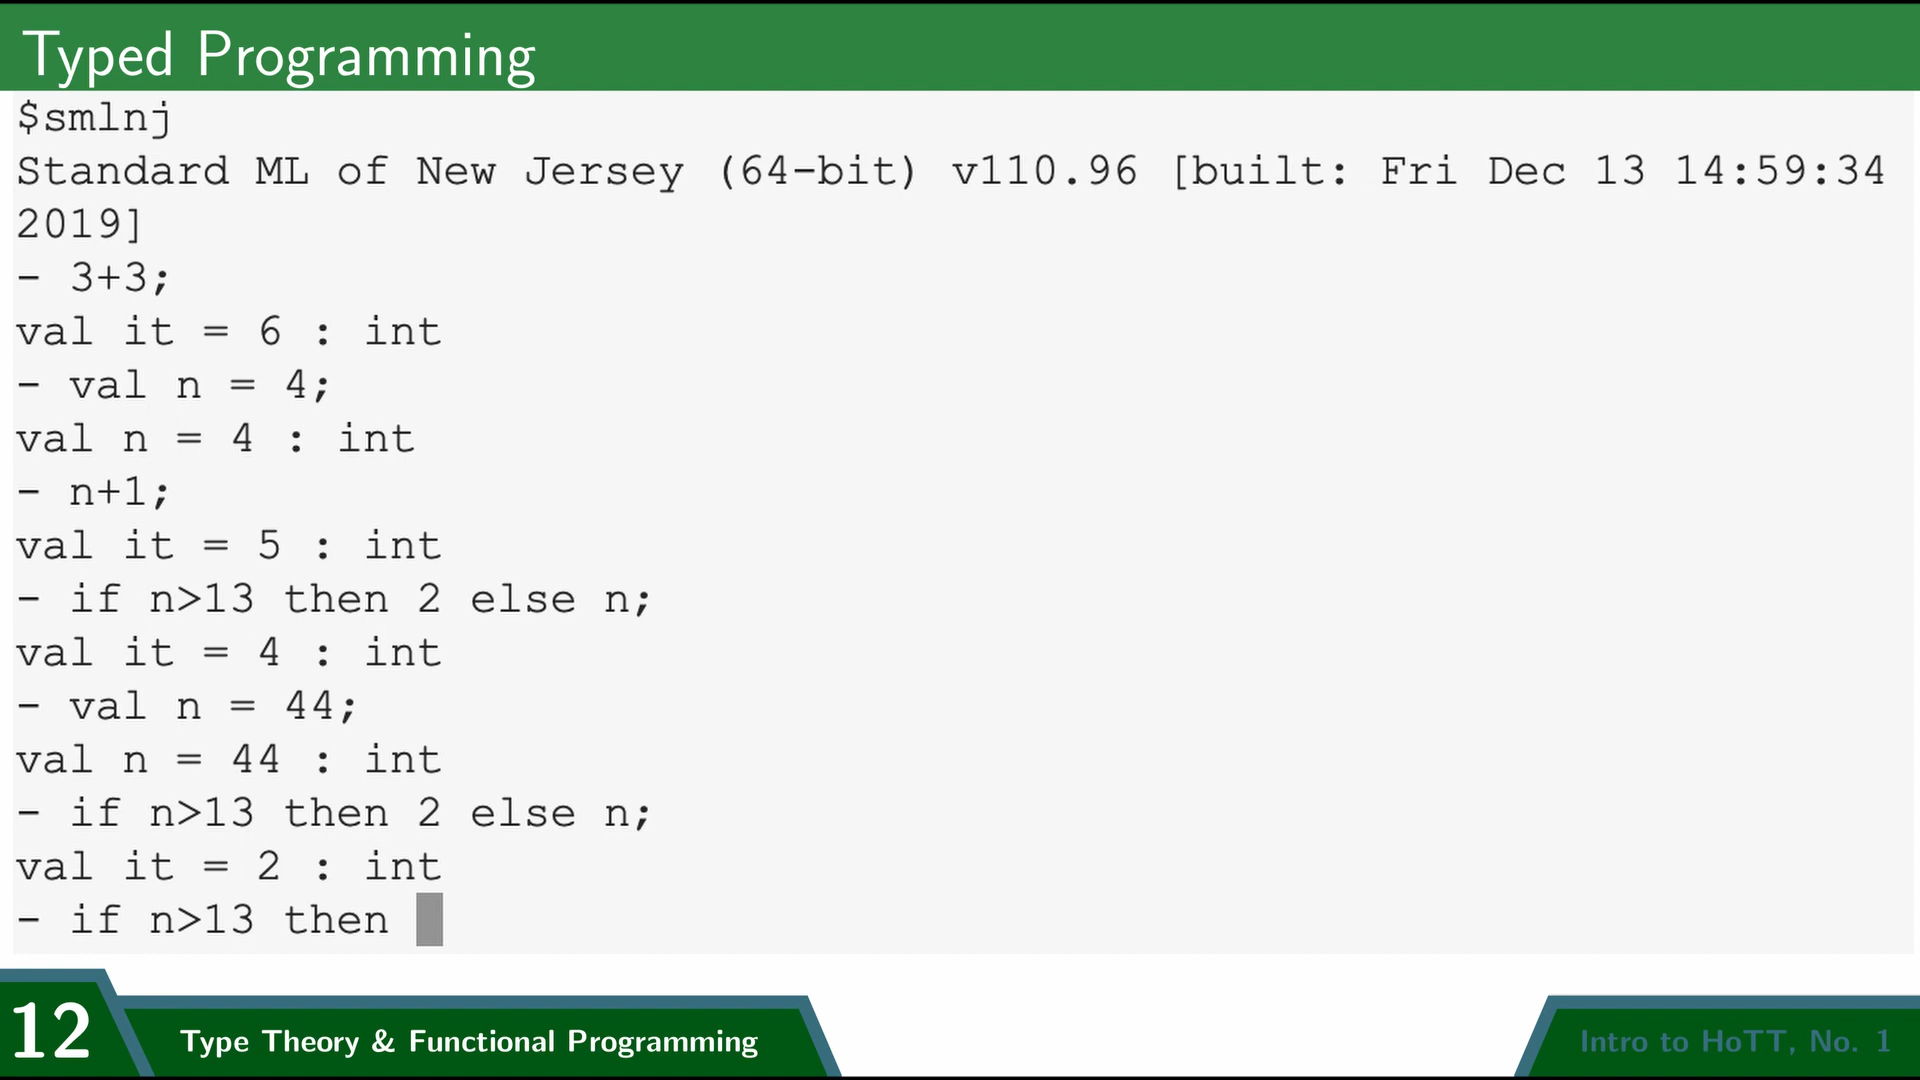 Typed Programming
$smlnj
Standard ML of New Jersey (64-bit) v110.96 [built: Fri Dec 13 14:59:34
2019]
- 3+3;
val it = 6 : int
- val n = 4;
val n = 4 : int
- n+1;
val it = 5 : int
- if n>13 then 2 else n;
val it = 4 : int
- val n = 44;
val n = 44 : int
- if n>13 then 2 else n;
val it = 2 : int
- if n>13 then
12
Type Theory & Functional Programming
Intro to HoTT, No. 1